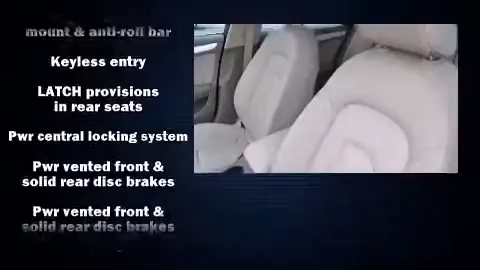 mount & anti-roll bar
Keyless entry
LATCH provisions
in rear seats
Pwr central locking system
Pwr vented front &
solid rear disc brakes
Pwr vented front &
solid rear disc brakes